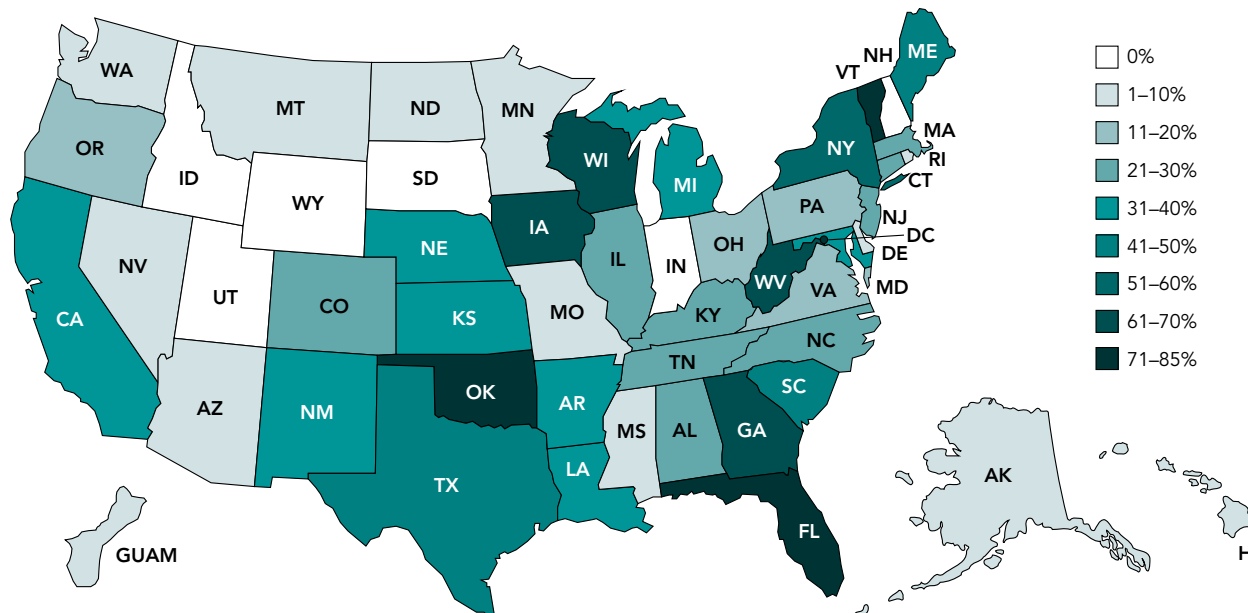 WA
MT
ND
MN
OR
ID
WY
SD
WI
MI
NY
VT
NH
ME
MA
RI
CT
NJ
PA
DC
DE
MD
NV
UT
CO
NE
IA
IL
IN
OH
WV
VA
CA
KS
MO
KY
NC
TN
AZ
NM
OK
AR
MS
AL
GA
SC
TX
LA
FL
AK
H
GUAM
0%
1–10%
11–20%
21–30%
31–40%
41–50%
51–60%
61–70%
71–85%